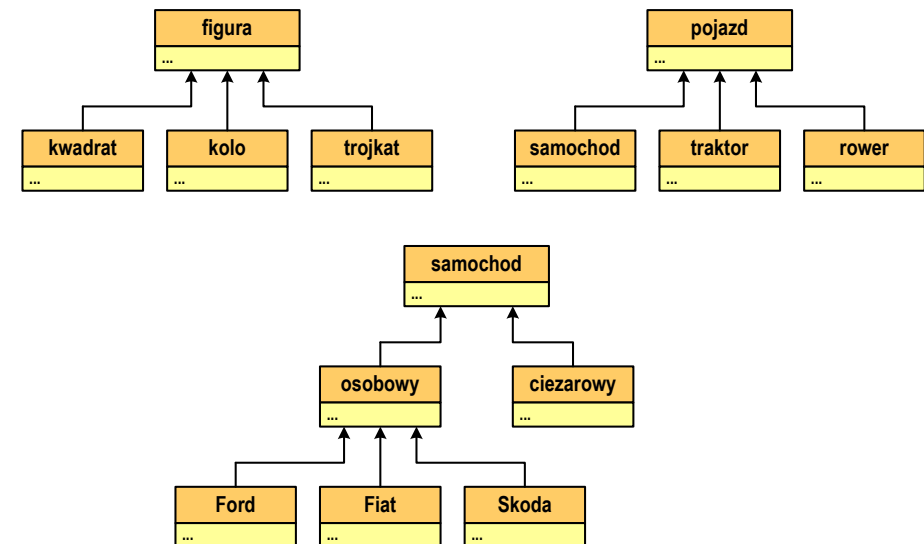 figura
...
kwadrat
...
kolo
...
trojkat
...
pojazd
...
samochod
...
traktor
...
rower
...
samochod
...
osobowy
...
ciezarowy
...
Ford
...
Fiat
...
Skoda
...